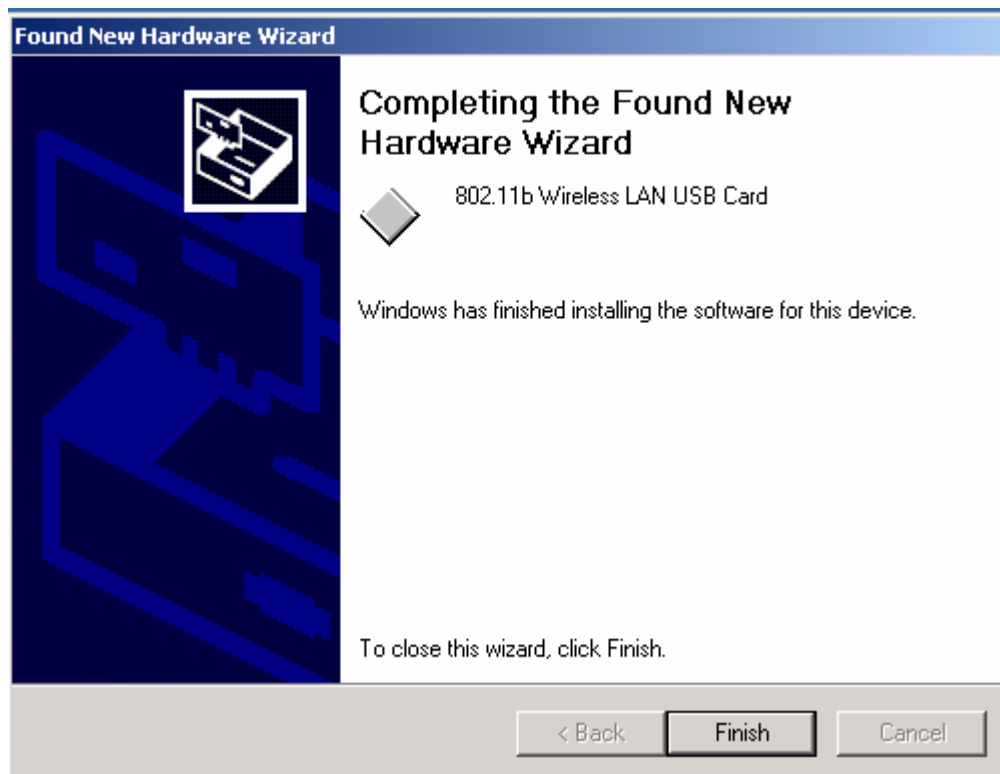 Found New Hardware Wizard
Completing the Found New
Hardware Wizard
802.11b Wireless LAN USB Card
Windows has finished installing the software for this device.
To close this wizard, click Finish.
< Back
Finish
Cancel